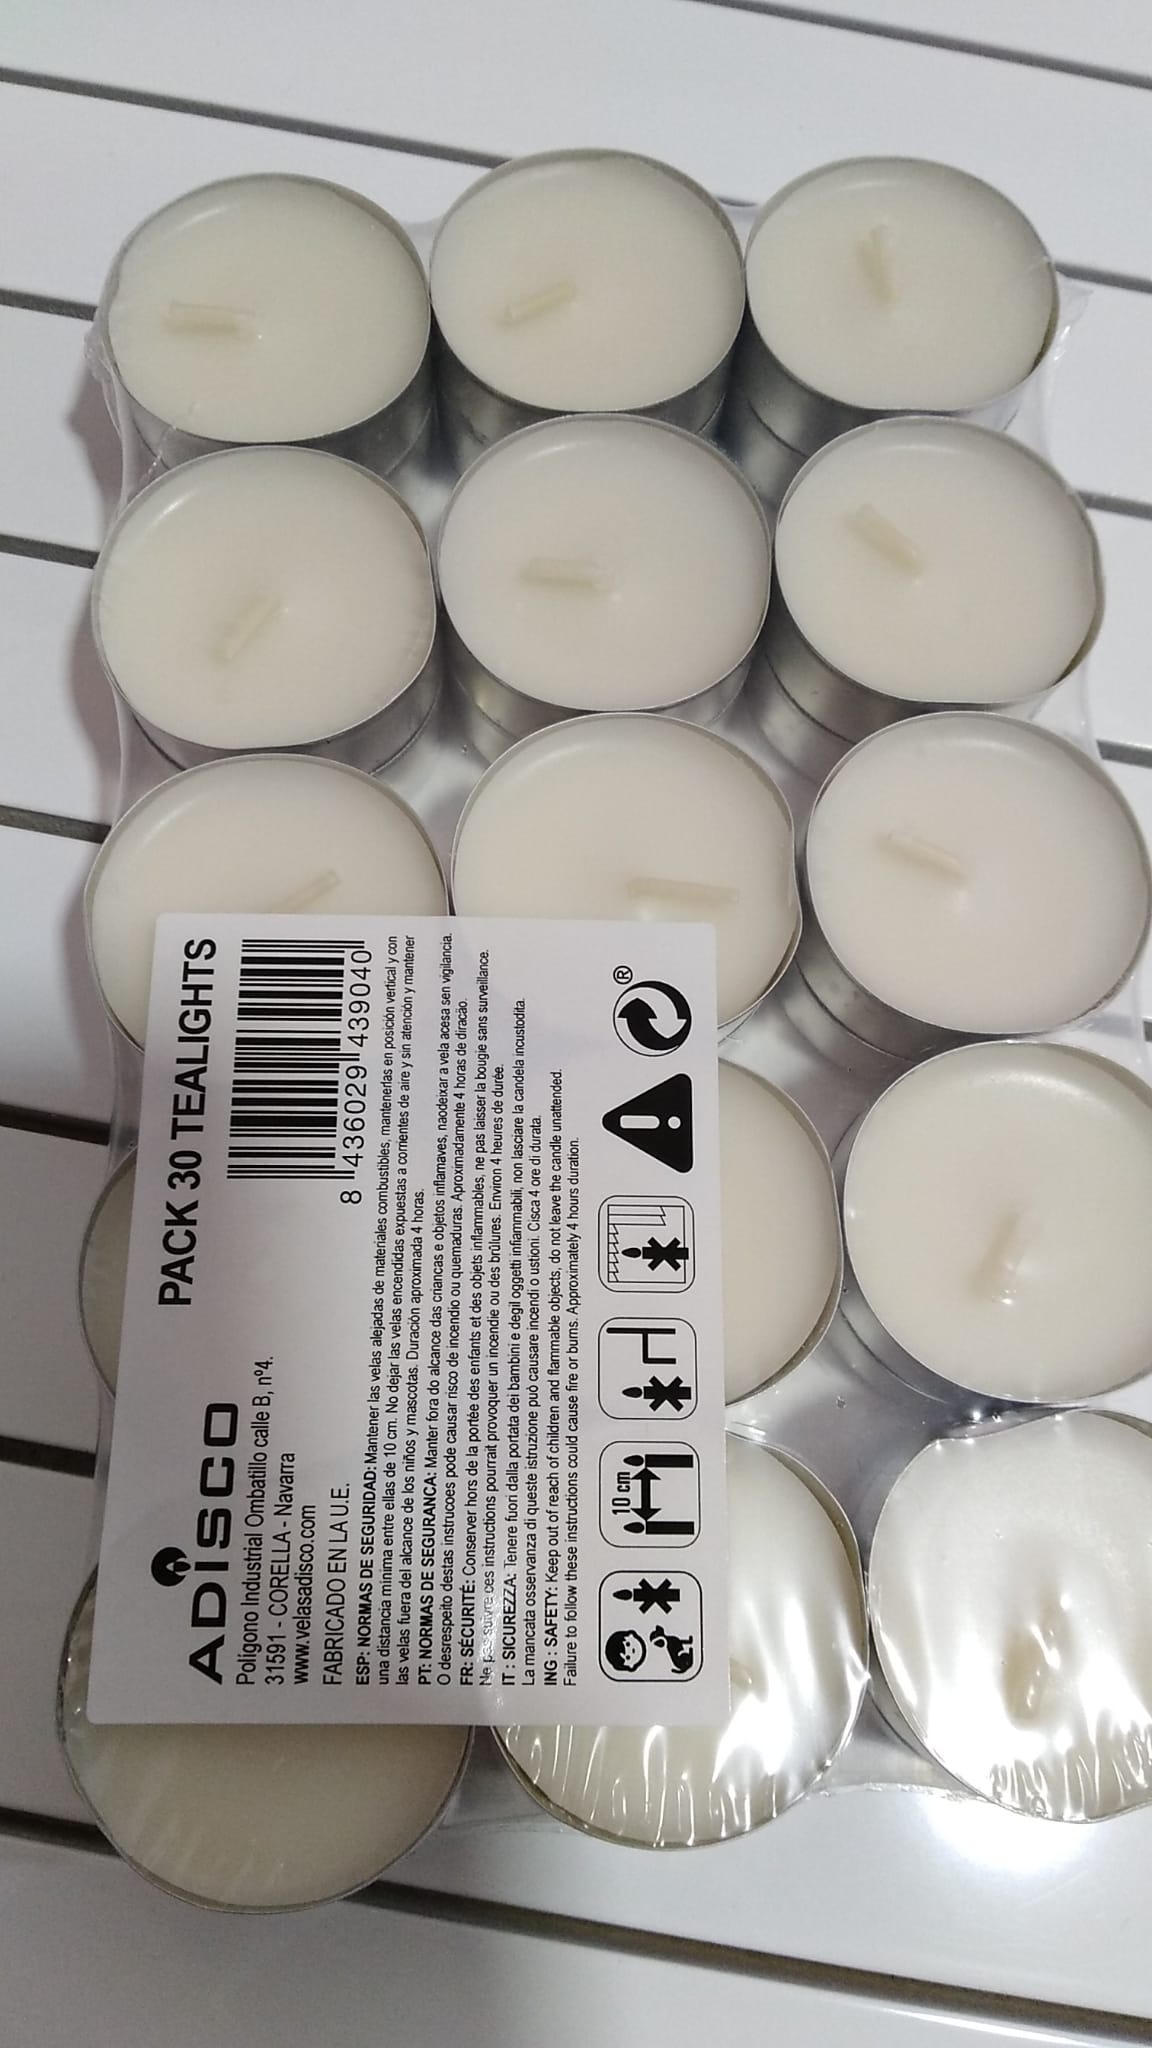 ADISCO
PACK 30 TEALIGHTS
Polígono Industrial Ombatillo calle B, nº4.
31591 - CORELLA - Navarra
www.velasadisco.com
FABRICADO EN LA U.E.
8 436029 439040
ESP: NORMAS DE SEGURIDAD: Mantener las velas alejadas de materiales combustibles, mantenerlas en posición vertical y con
una distancia mínima entre ellas de 10 cm. No dejar las velas encendidas expuestas a corrientes de aire y sin atención y mantener
las velas fuera del alcance de los niños y mascotas. Duración aproximada 4 horas.
PT: NORMAS DE SEGURANCA: Manter fora do alcance das criancas e objetos inflamaves, naodeixar a vela acesa sen vigilancia.
O desrespeito destas instrucoes pode causar risco de incendio ou quemaduras. Aproximadamente 4 horas de diracäo.
FR: SÉCURITÉ: Conserver hors de la portée des enfants et des objets inflammables, ne pas laisser la bougie sans surveillance.
Ne pas suivre ces instructions pourrait provoquer un incendie ou des brûlures. Environ 4 heures de durée.
IT : SICUREZZA: Tenere fuori dalla portata dei bambini e degil oggetti infiammabili, non lasciare la candela incustodita.
La mancata osservanza di queste istruzione può causare incendi o ustioni. Cisca 4 ore di durata.
ING : SAFETY: Keep out of reach of children and flammable objects, do not leave the candle unattended.
Failure to follow these instructions could cause fire or burns. Approximately 4 hours duration.
10 cm
®